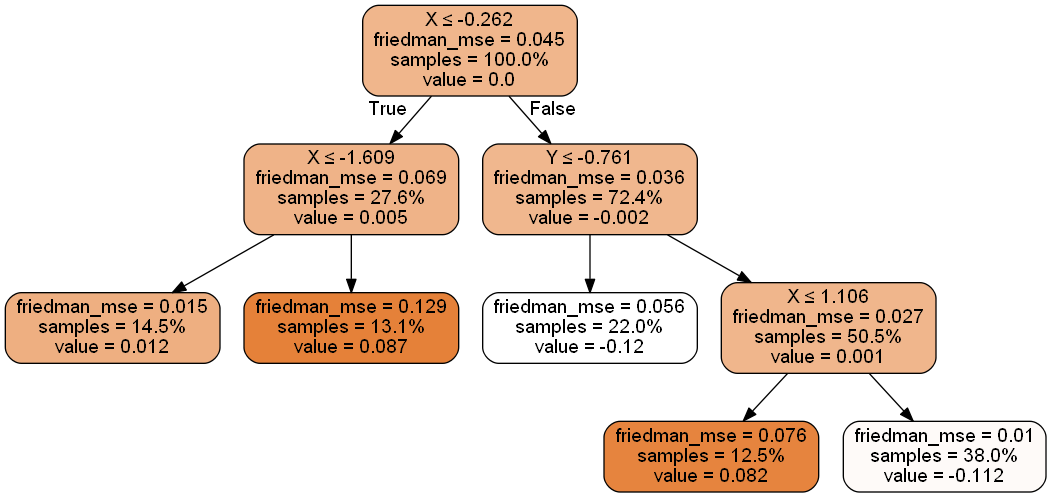 X ≤ -0.262
friedman_mse = 0.045
samples = 100.0%
value = 0.0
True
False
X ≤ -1.609
friedman_mse = 0.069
samples = 27.6%
value = 0.005
Y ≤ -0.761
friedman_mse = 0.036
samples = 72.4%
value = -0.002
friedman_mse = 0.015
samples = 14.5%
value = 0.012
friedman_mse = 0.129
samples = 13.1%
value = 0.087
friedman_mse = 0.056
samples = 22.0%
value = -0.12
X ≤ 1.106
friedman_mse = 0.027
samples = 50.5%
value = 0.001
friedman_mse = 0.076
samples = 12.5%
value = 0.082
friedman_mse = 0.01
samples = 38.0%
value = -0.112